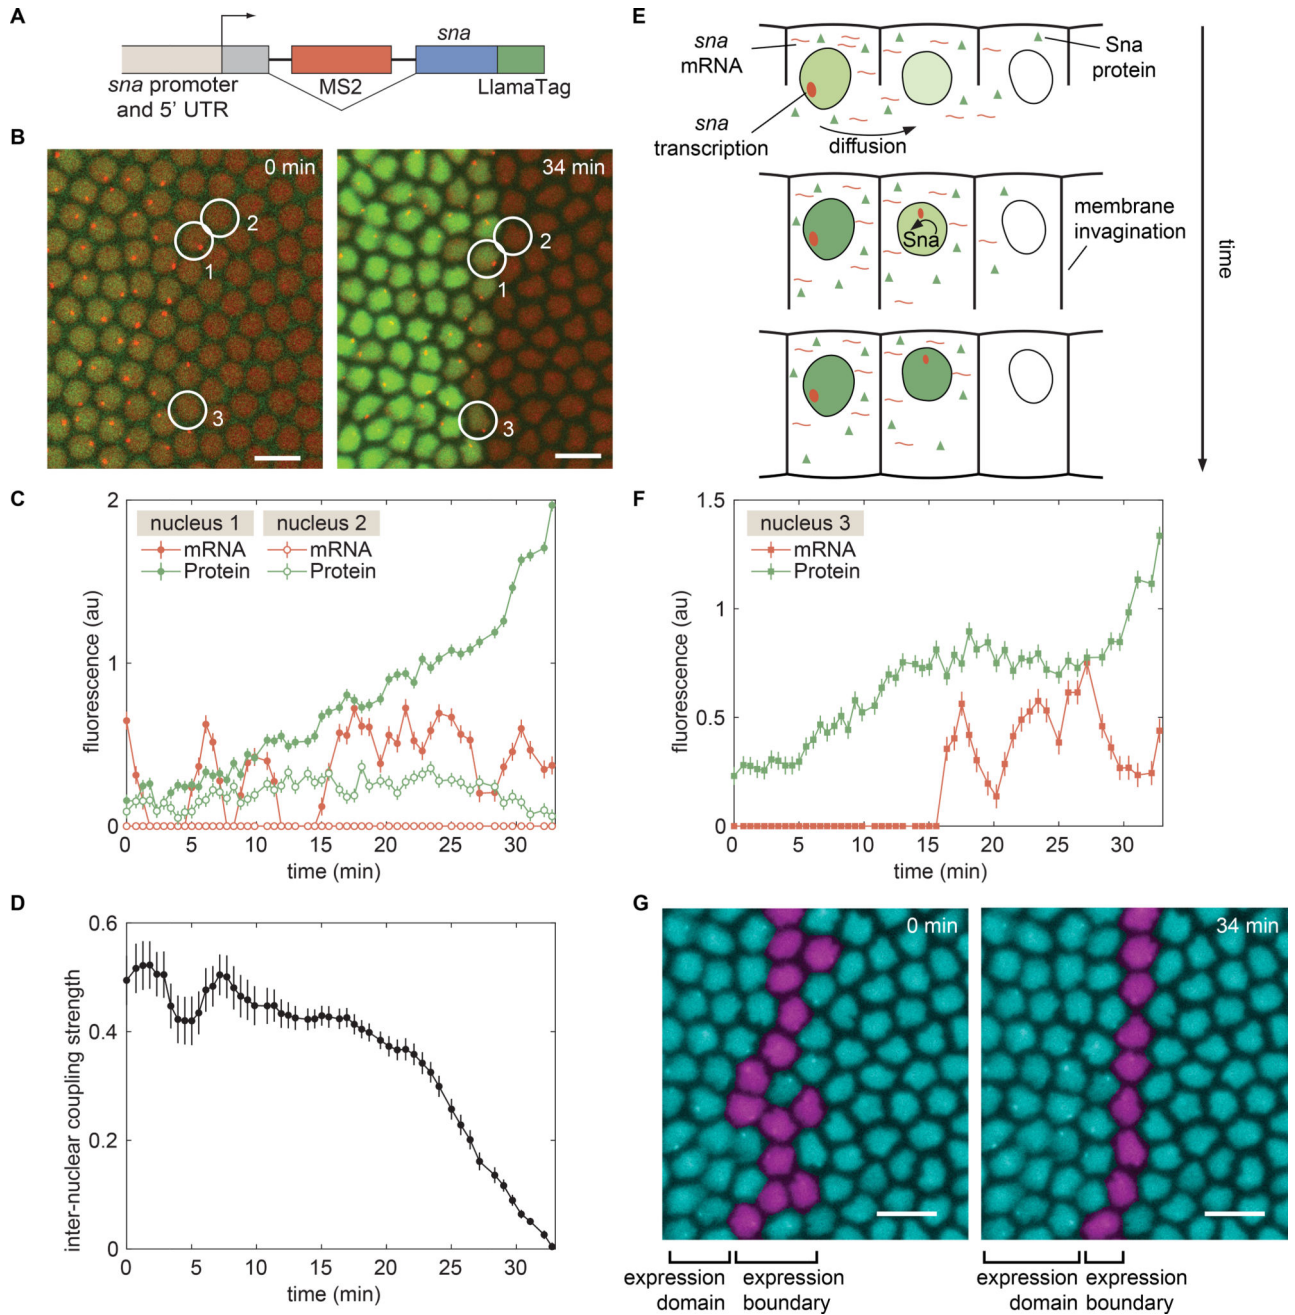 A
sna
sna promoter
and 5' UTR
MS2
LlamaTag
B
0 min
2
1
3
34 min
2
1
3
C
nucleus 1
nucleus 2
mRNA
mRNA
Protein
Protein
2
1
0
fluorescence (au)
0
5
10
15
20
25
30
time (min)
D
0.6
0.4
0.2
0
inter-nuclear coupling strength
0
5
10
15
20
25
30
time (min)
E
sna
mRNA
Sna
protein
sna
transcription
diffusion
Sna
membrane
invagination
time
F
nucleus 3
mRNA
Protein
1.5
1
0.5
0
fluorescence (au)
0
5
10
15
20
25
30
time (min)
G
0 min
34 min
expression
domain
expression
boundary
expression
domain
expression
boundary